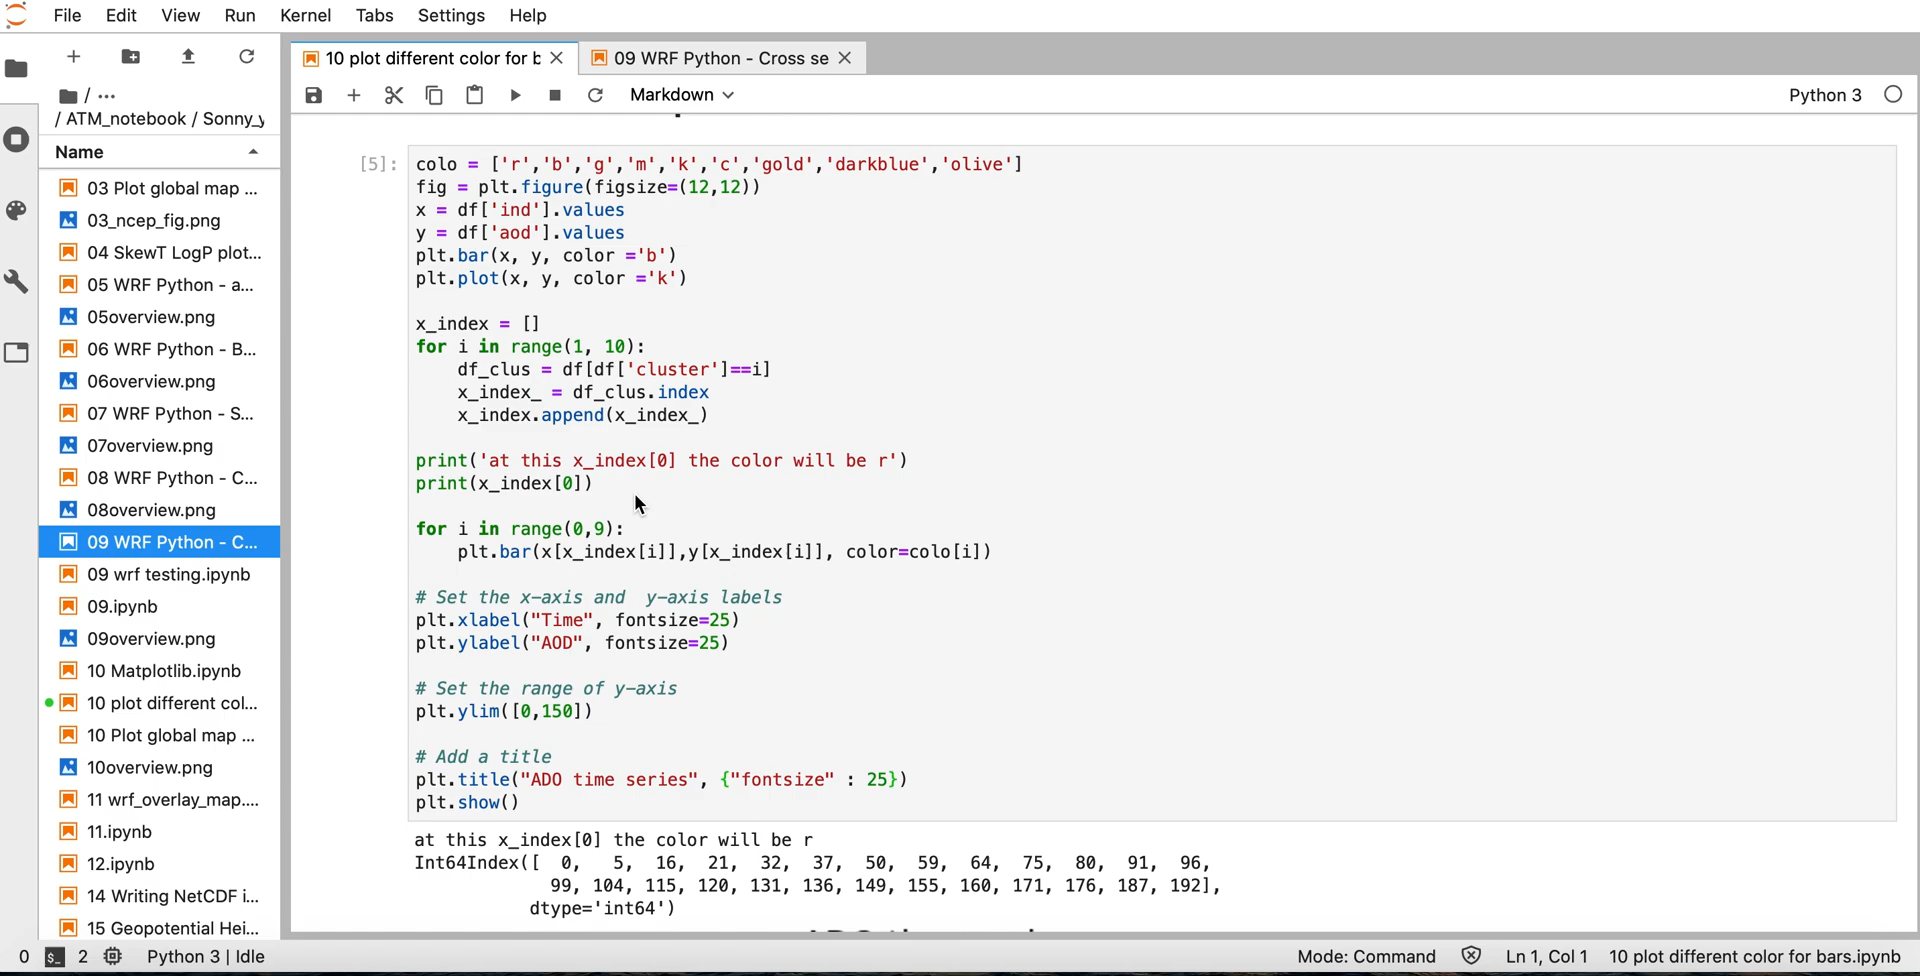 File Edit View Run Kernel Tabs Settings Help
10 plot different color for b
09 WRF Python - Cross se
Markdown
Python 3
/ ...
/ ATM_notebook / Sonny_y
Name
03 Plot global map ...
03_ncep_fig.png
04 SkewT LogP plot...
05 WRF Python - a...
05overview.png
06 WRF Python - B...
06overview.png
07 WRF Python - S...
07overview.png
08 WRF Python - C...
08overview.png
09 WRF Python - C...
09 wrf testing.ipynb
09.ipynb
09overview.png
10 Matplotlib.ipynb
10 plot different col...
10 Plot global map ...
10overview.png
11 wrf_overlay_map....
11.ipynb
12.ipynb
14 Writing NetCDF i...
15 Geopotential Hei...
[5]: colo = ['r','b','g','m','k','c','gold','darkblue','olive']
fig = plt.figure(figsize=(12,12))
x = df['ind'].values
y = df['aod'].values
plt.bar(x, y, color ='b')
plt.plot(x, y, color ='k')
x_index = []
for i in range(1, 10):
    df_clus = df[df['cluster']==i]
    x_index_ = df_clus.index
    x_index.append(x_index_)
print('at this x_index[0] the color will be r')
print(x_index[0])
for i in range(0,9):
    plt.bar(x[x_index[i]],y[x_index[i]], color=colo[i])
# Set the x-axis and  y-axis labels
plt.xlabel("Time", fontsize=25)
plt.ylabel("AOD", fontsize=25)
# Set the range of y-axis
plt.ylim([0,150])
# Add a title
plt.title("ADO time series", {"fontsize" : 25})
plt.show()
at this x_index[0] the color will be r
Int64Index([  0,   5,  16,  21,  32,  37,  50,  59,  64,  75,  80,  91,  96,
             99, 104, 115, 120, 131, 136, 149, 155, 160, 171, 176, 187, 192],
           dtype='int64')
0 2 Python 3 | Idle
Mode: Command Ln 1, Col 1 10 plot different color for bars.ipynb